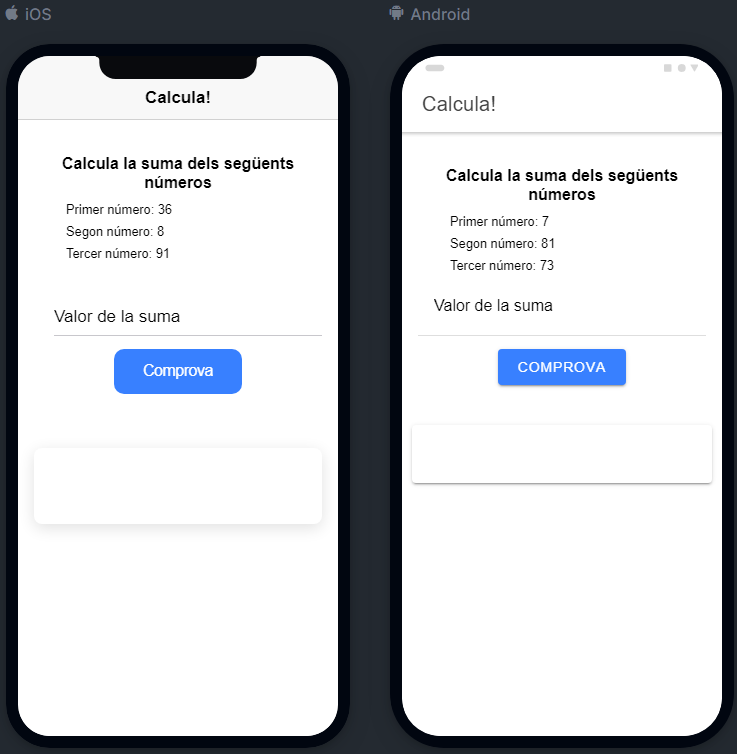 iOS
Calcula!
Calcula la suma dels següents
números
Primer número: 36
Segon número: 8
Tercer número: 91
Valor de la suma
Comprova
Android
Calcula!
Calcula la suma dels següents
números
Primer número: 7
Segon número: 81
Tercer número: 73
Valor de la suma
COMPROVA